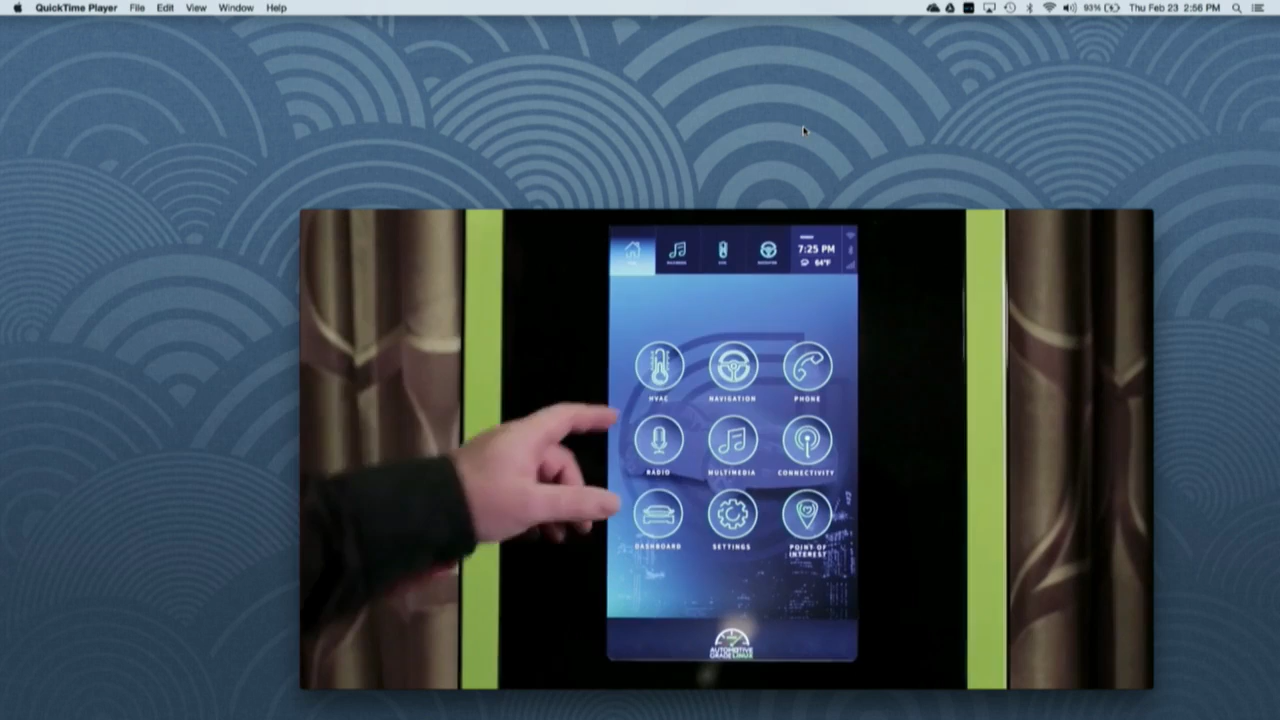 QuickTime Player File Edit View Window Help 93% Thu Feb 23 2:56 PM
7:25 PM
64°F
HVAC NAVIGATION PHONE
RADIO MULTIMEDIA CONNECTIVITY
DASHBOARD SETTINGS POINT OF
INTEREST
AUTOMOTIVE
GRADE LINUX